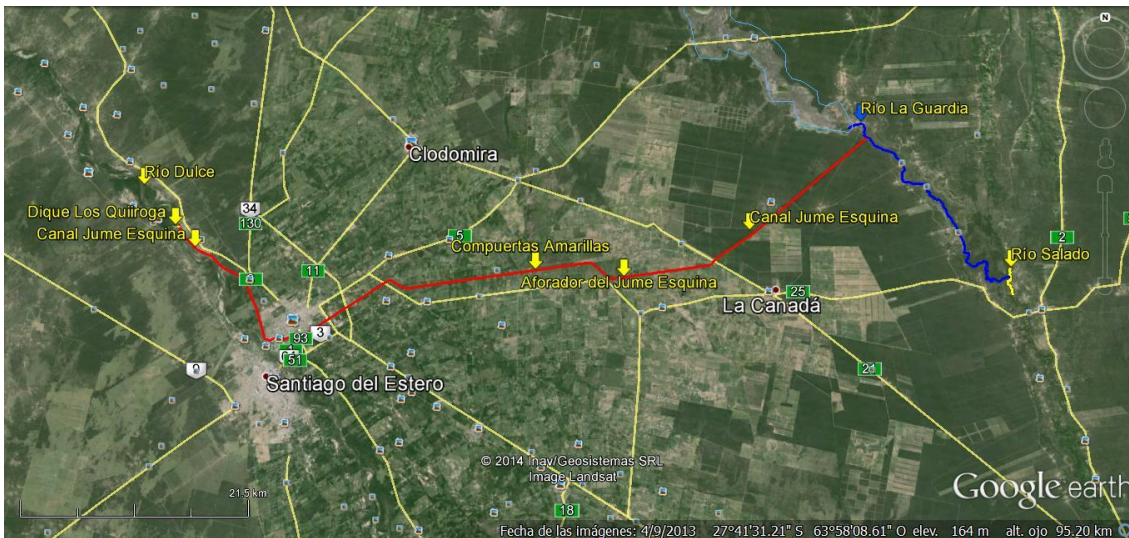 N
Río La Guardia
Clodomira
Río Dulce
Dique Los Quiiroga
34
130
Canal Jume Esquina
Canal Jume Esquina
5
2
Compuertas Amarillas
Río Salado
11
9
Aforador del Jume Esquina
25
La Canadá
3
93
51
9
21
Santiago del Estero
© 2014 Inav/Geosistemas SRL
Image Landsat
21.5 km
Google earth
18
Fecha de las imágenes: 4/9/2013 27°41'31.21" S 63°58'08.61" O elev. 164 m alt. ojo 95.20 km